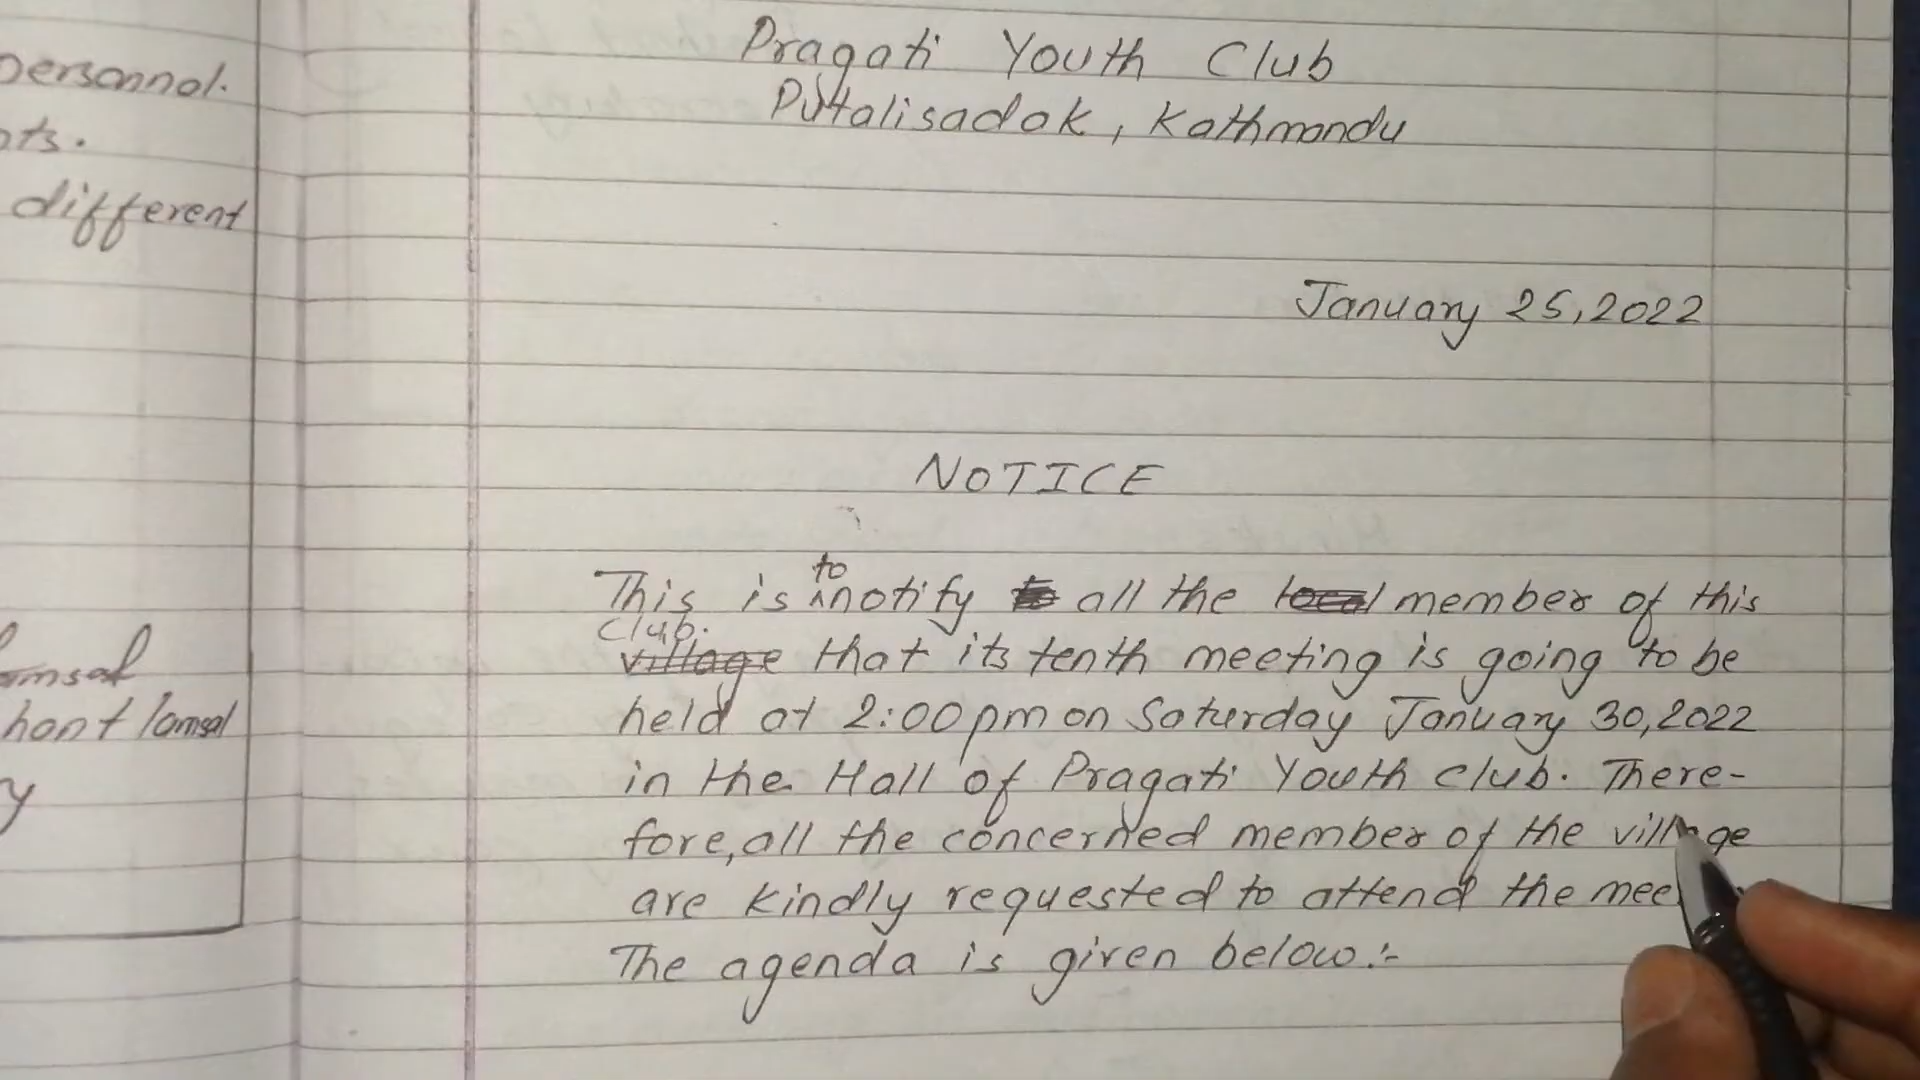 personnol.
different
hant lamsal
y
Pragati Youth Club
Putalisadak, Kathmandu
January 25,2022
NOTICE
to
This is ^notify to all the local member of this
Club.
village that its tenth meeting is going to be
held at 2:00pm on Saturday January 30,2022
in the Hall of Pragati Youth Club. There-
fore, all the concerned member of the village
are kindly requested to attend the mee
The agenda is given below:-